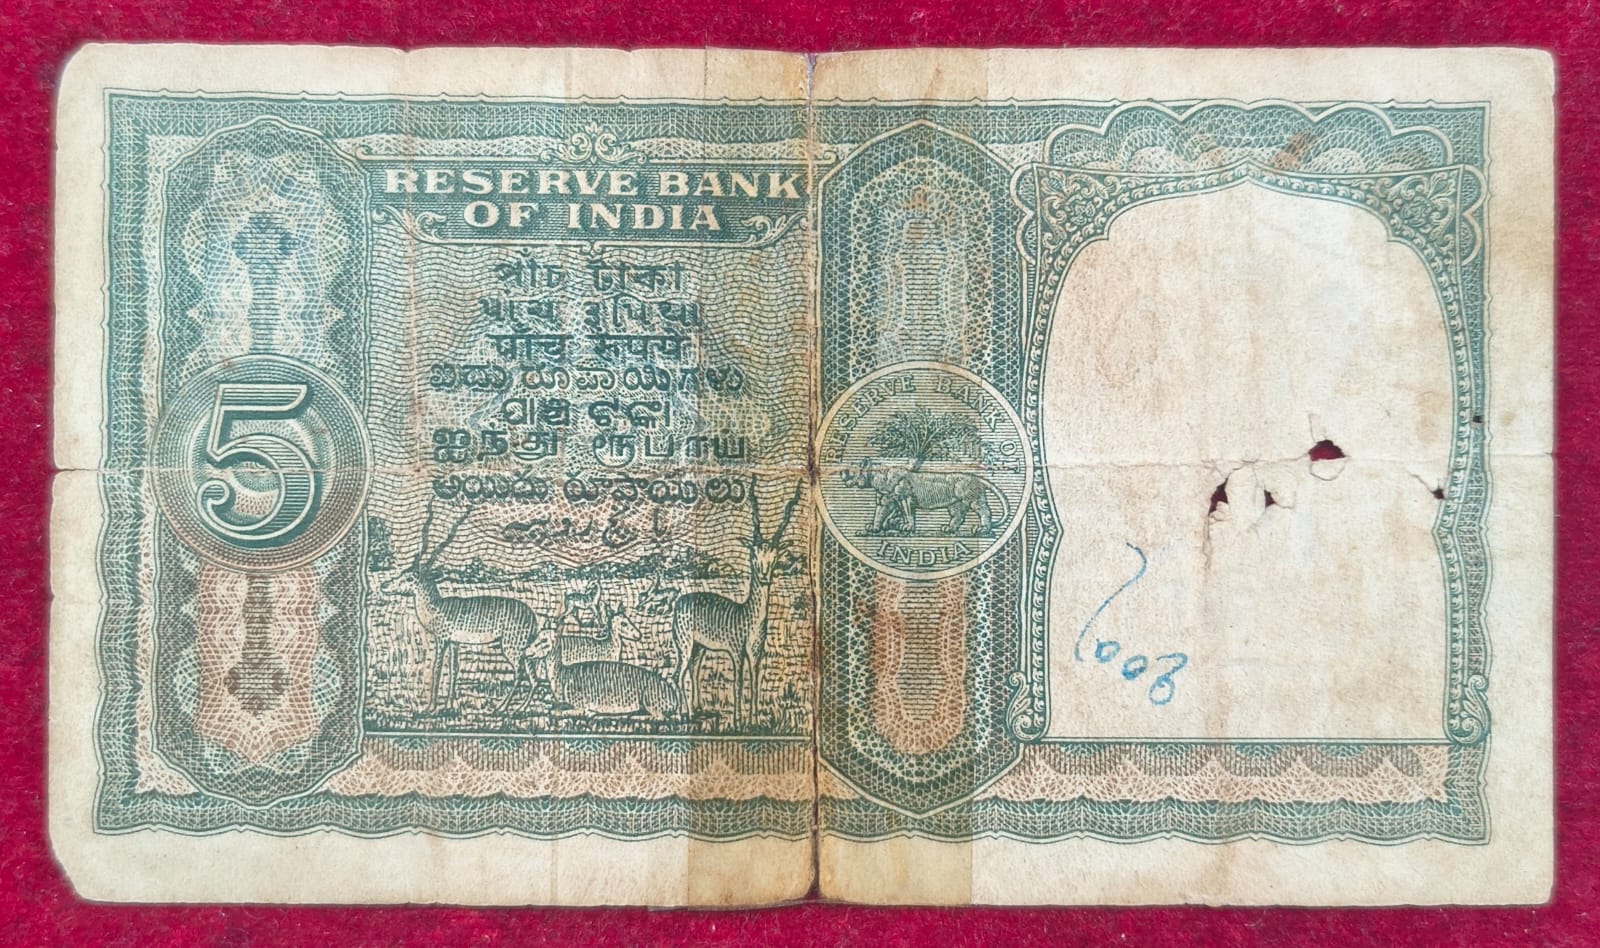 RESERVE BANK
OF INDIA
পাঁচ টাকা
પાંચ રૂપિયા
पाँच रुपये
ಐದು ರೂಪಾಯಿಗಳು
ପାଞ୍ଚ ଟଙ୍କା
ஐந்து ரூபாய்
అయిదు రూపాయలు
5
RESERVE BANK OF
INDIA